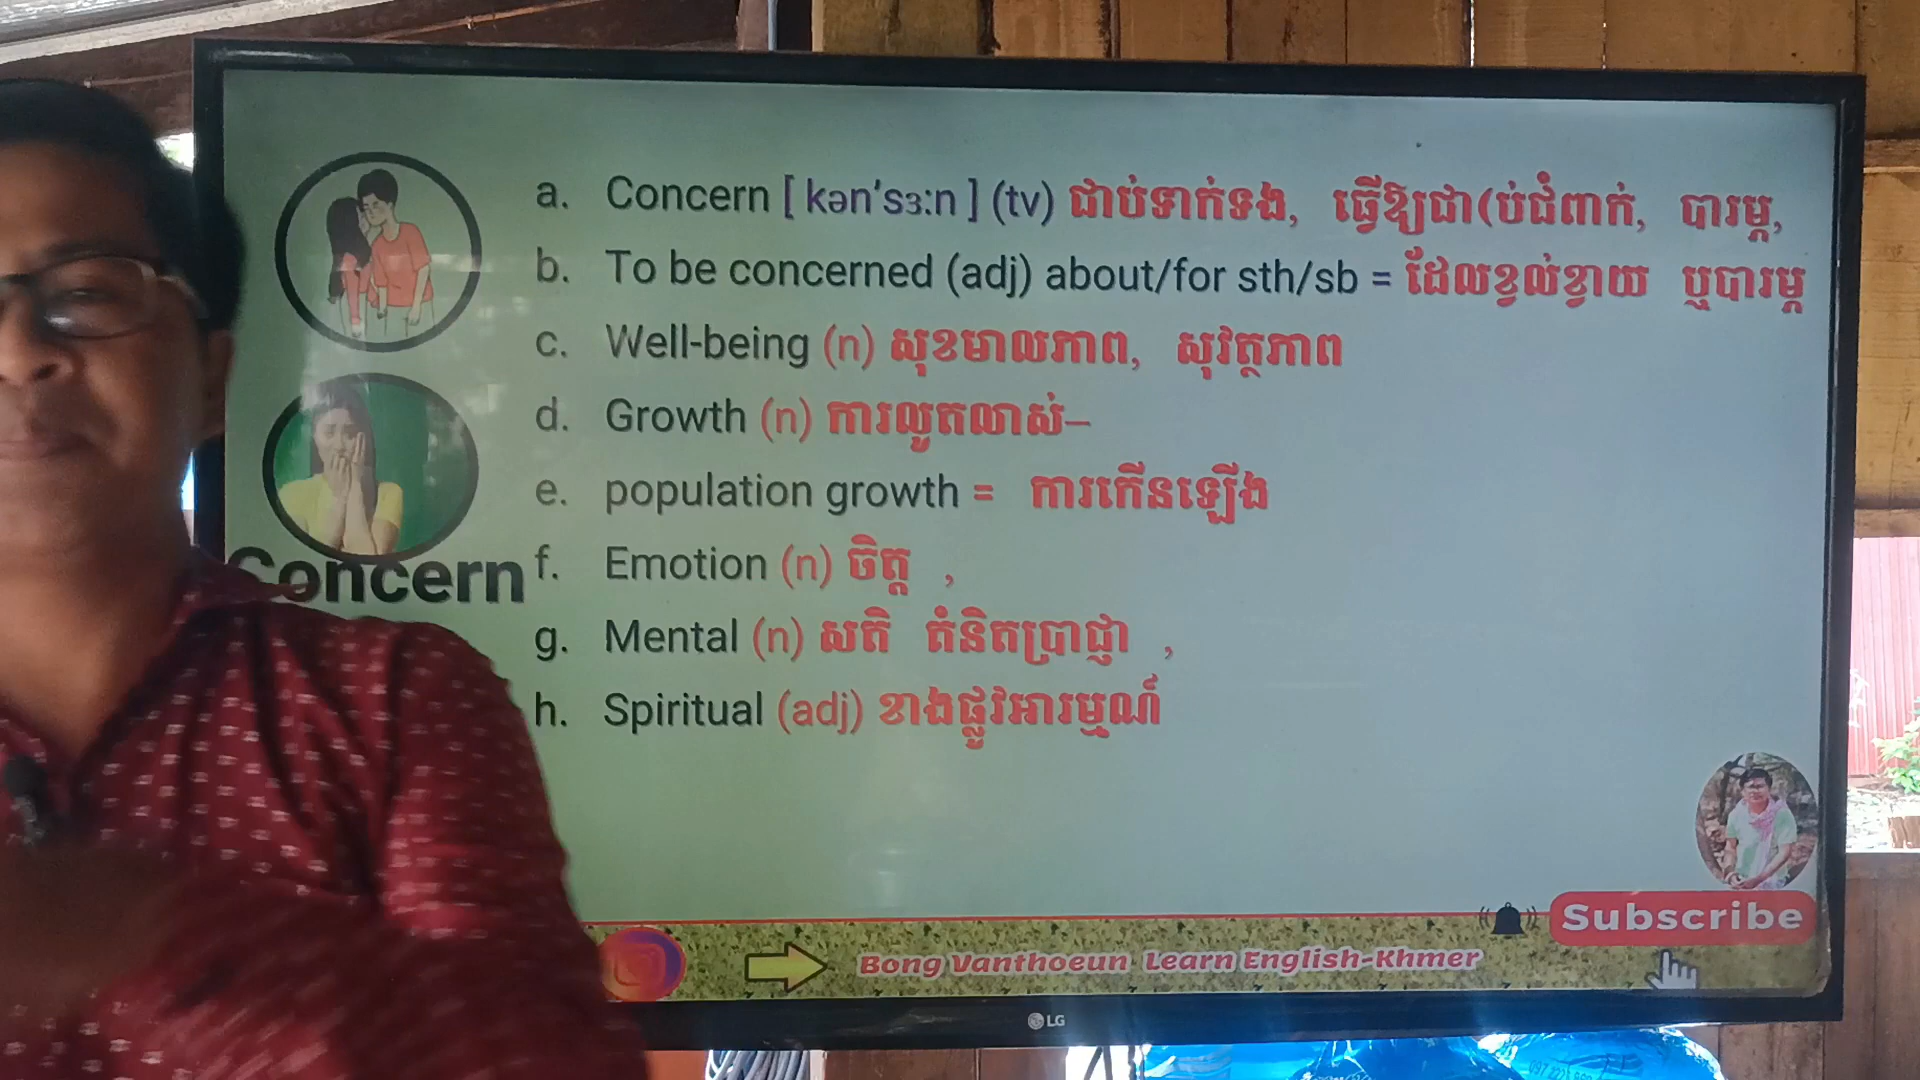 a. Concern [ kən'sɜ:n ] (tv) ជាប់ទាក់ទង, ធ្វើឱ្យជា(ប់ជំពាក់, បារម្ភ,
b. To be concerned (adj) about/for sth/sb = ដែលខ្វល់ខ្វាយ ឬបារម្ភ
c. Well-being (n) សុខមាលភាព, សុវត្ថភាព
d. Growth (n) ការលូតលាស់–
e. population growth = ការកើនឡើង
Concern
f. Emotion (n) ចិត្ត ,
g. Mental (n) សតិ គំនិតប្រាជ្ញា ,
h. Spiritual (adj) ខាងផ្លូវអារម្មណ៍
Subscribe
Bong Vanthoeun Learn English-Khmer
LG